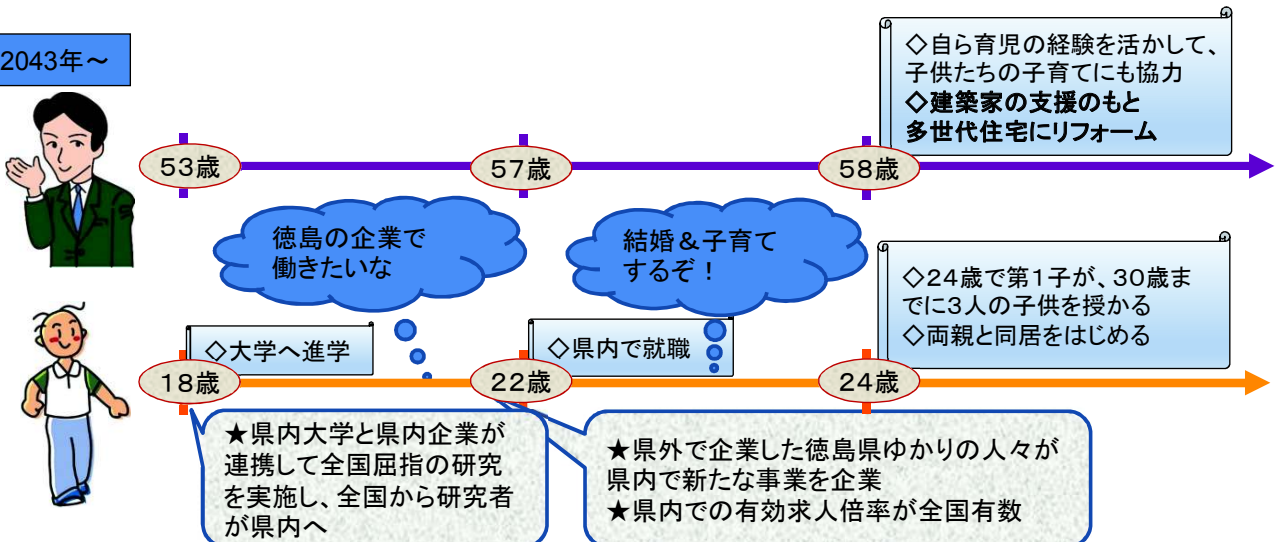 2043年～
◇自ら育児の経験を活かして、
子供たちの子育てにも協力
◇建築家の支援のもと
多世代住宅にリフォーム
53歳
57歳
58歳
徳島の企業で
働きたいな
結婚＆子育て
するぞ！
◇24歳で第1子が、30歳ま
でに3人の子供を授かる
◇両親と同居をはじめる
◇大学へ進学
◇県内で就職
18歳
22歳
24歳
★県内大学と県内企業が
連携して全国屈指の研究
を実施し、全国から研究者
が県内へ
★県外で企業した徳島県ゆかりの人々が
県内で新たな事業を企業
★県内での有効求人倍率が全国有数